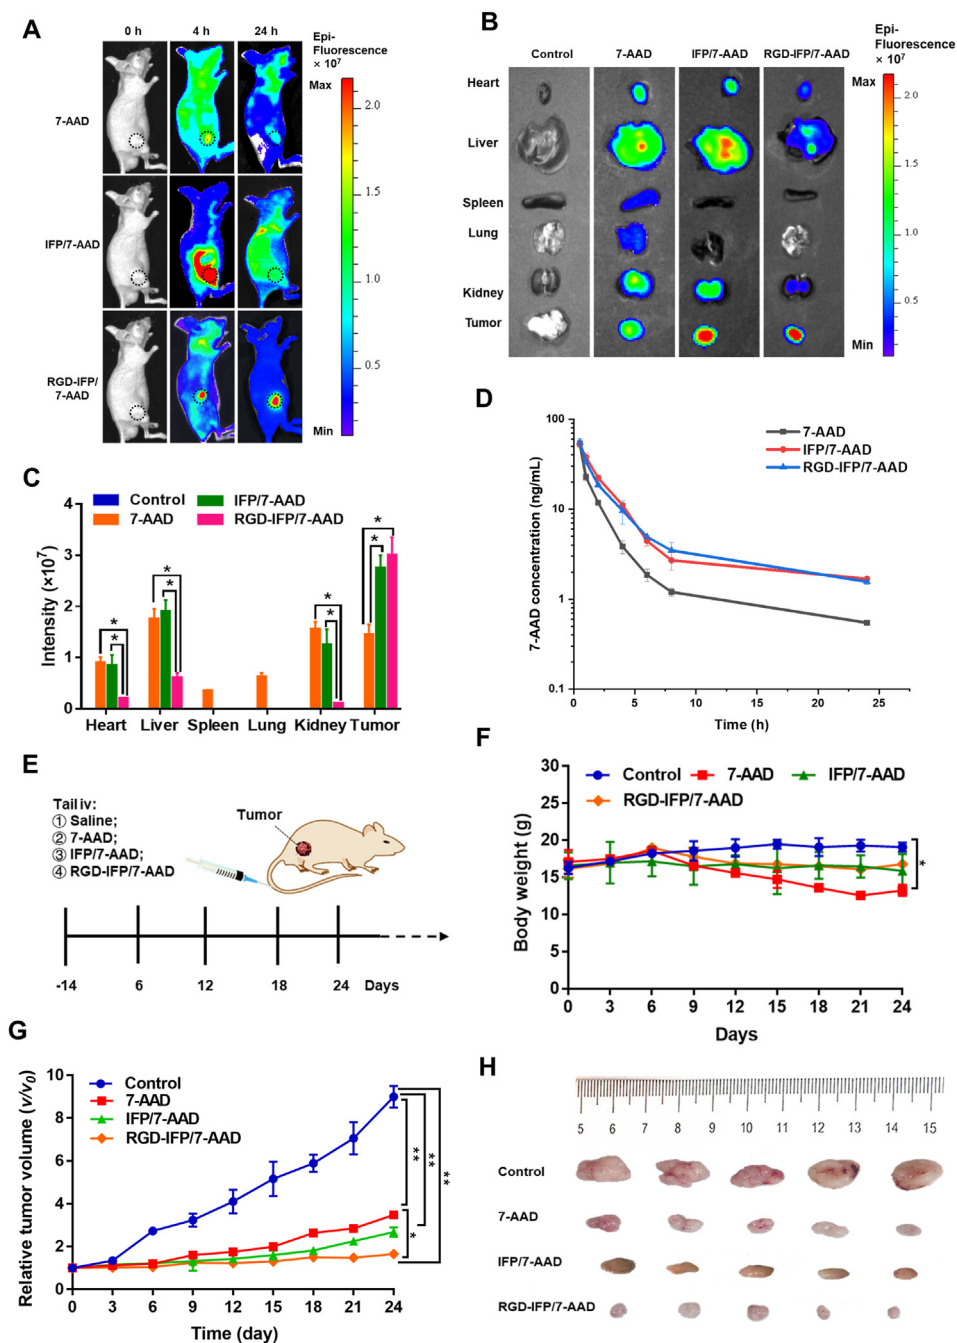 A
0 h
4 h
24 h
Epi-
Fluorescence
× 10⁷
Max
2.0
1.5
1.0
0.5
Min
7-AAD
IFP/7-AAD
RGD-IFP/
7-AAD
B
Control
7-AAD
IFP/7-AAD
RGD-IFP/7-AAD
Epi-
Fluorescence
× 10⁷
Max
2.0
1.5
1.0
0.5
Min
Heart
Liver
Spleen
Lung
Kidney
Tumor
C
Control
7-AAD
IFP/7-AAD
RGD-IFP/7-AAD
Intensity (×10⁷)
4
3
2
1
0
* * * * * * * *
Heart Liver Spleen Lung Kidney Tumor
D
7-AAD
IFP/7-AAD
RGD-IFP/7-AAD
7-AAD concentration (ng/mL)
100
10
1
0.1
0 5 10 15 20 25
Time (h)
E
Tail iv:
① Saline;
② 7-AAD;
③ IFP/7-AAD;
④ RGD-IFP/7-AAD
Tumor
-14 6 12 18 24 Days
F
Control
7-AAD
IFP/7-AAD
RGD-IFP/7-AAD
Body weight (g)
30
25
20
15
10
5
0
*
0 3 6 9 12 15 18 21 24
Days
G
Control
7-AAD
IFP/7-AAD
RGD-IFP/7-AAD
Relative tumor volume (v/v₀)
10
8
6
4
2
0
**
**
**
*
0 3 6 9 12 15 18 21 24
Time (day)
H
5 6 7 8 9 10 11 12 13 14 15
Control
7-AAD
IFP/7-AAD
RGD-IFP/7-AAD